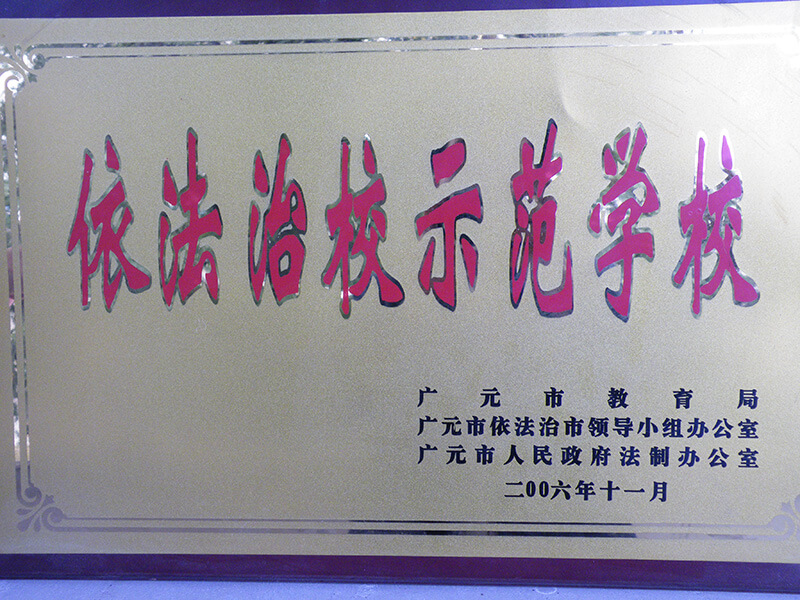 依法治校示范学校
广元市教育局
广元市依法治市领导小组办公室
广元市人民政府法制办公室
二00六年十一月